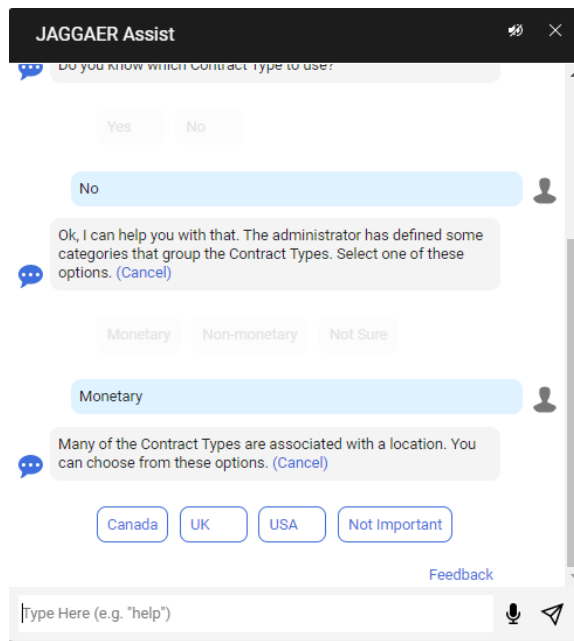 JAGGAER Assist
Do you know which Contract Type to use?
Yes No
No
Ok, I can help you with that. The administrator has defined some
categories that group the Contract Types. Select one of these
options. (Cancel)
Monetary Non-monetary Not Sure
Monetary
Many of the Contract Types are associated with a location. You
can choose from these options. (Cancel)
Canada UK USA Not Important
Feedback
Type Here (e.g. "help")